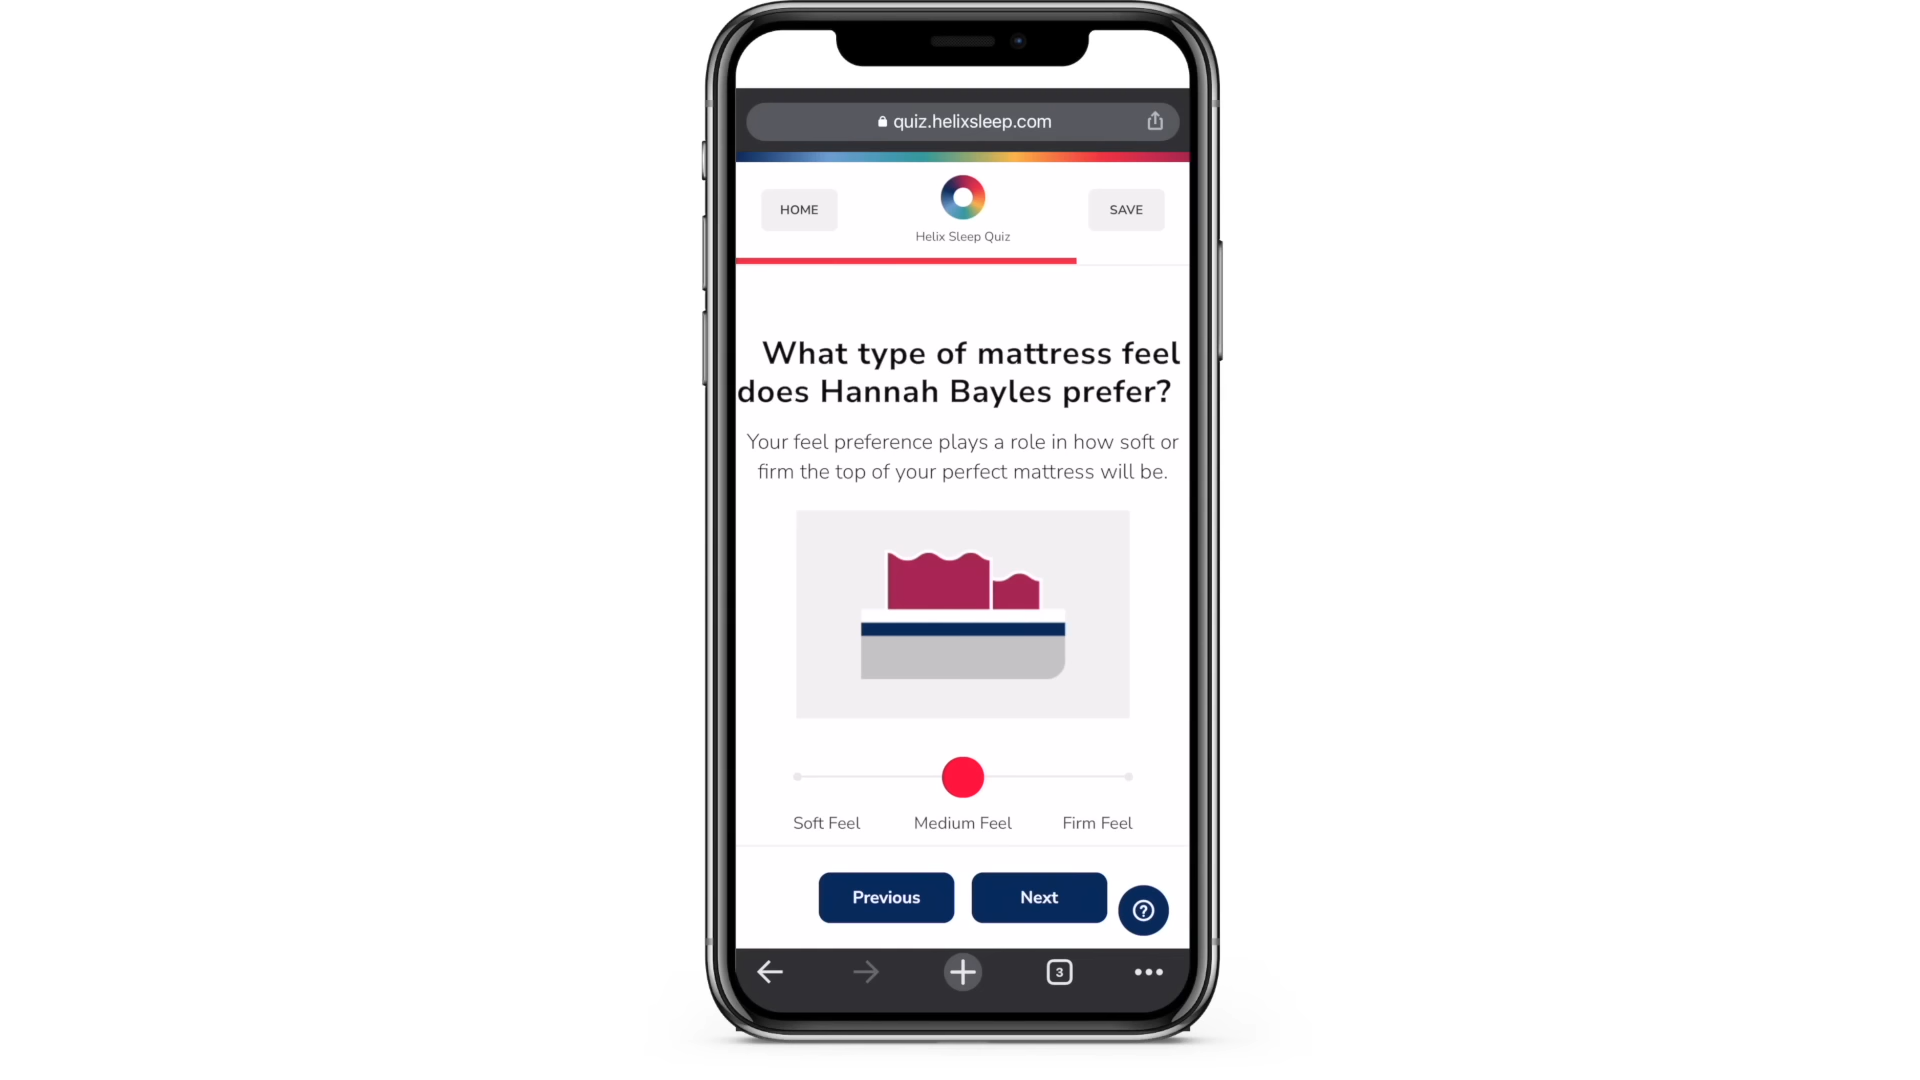 quiz.helixsleep.com
HOME
Helix Sleep Quiz
SAVE
What type of mattress feel
does Hannah Bayles prefer?
Your feel preference plays a role in how soft or
firm the top of your perfect mattress will be.
Soft Feel
Medium Feel
Firm Feel
Previous
Next
?
3